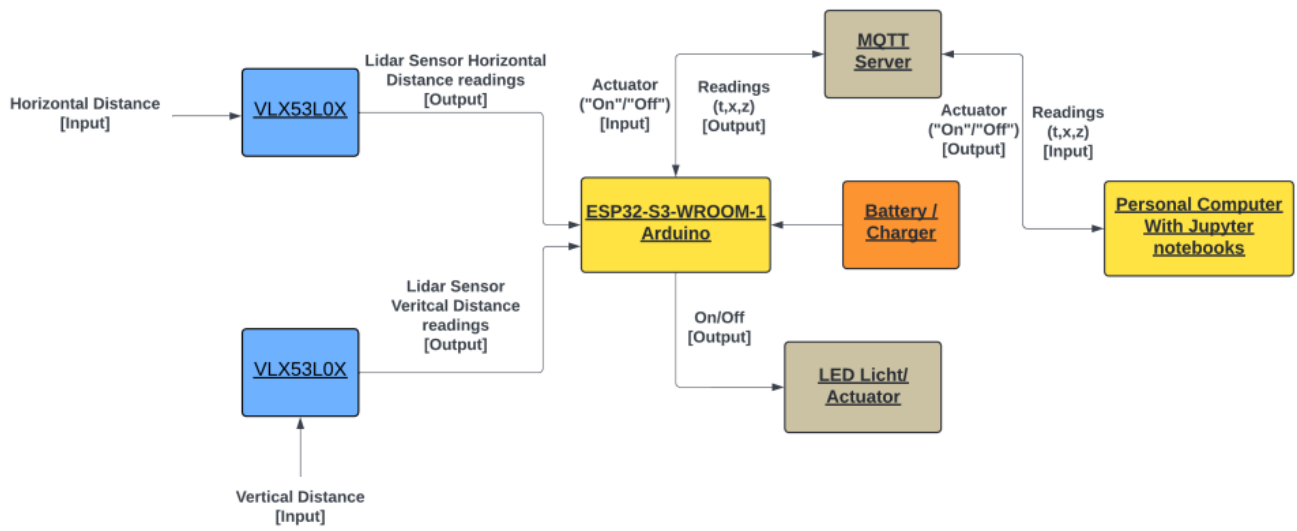 Horizontal Distance
[Input]
VLX53L0X
Lidar Sensor Horizontal
Distance readings
[Output]
Actuator
("On"/"Off")
[Input]
Readings
(t,x,z)
[Output]
MQTT
Server
Actuator
("On"/"Off")
[Output]
Readings
(t,x,z)
[Input]
ESP32-S3-WROOM-1
Arduino
Battery /
Charger
Personal Computer
With Jupyter
notebooks
Lidar Sensor
Veritcal Distance
readings
[Output]
On/Off
[Output]
VLX53L0X
LED Licht/
Actuator
Vertical Distance
[Input]